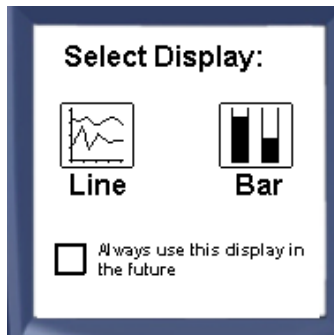 Select Display:
Line
Bar
Always use this display in
the future